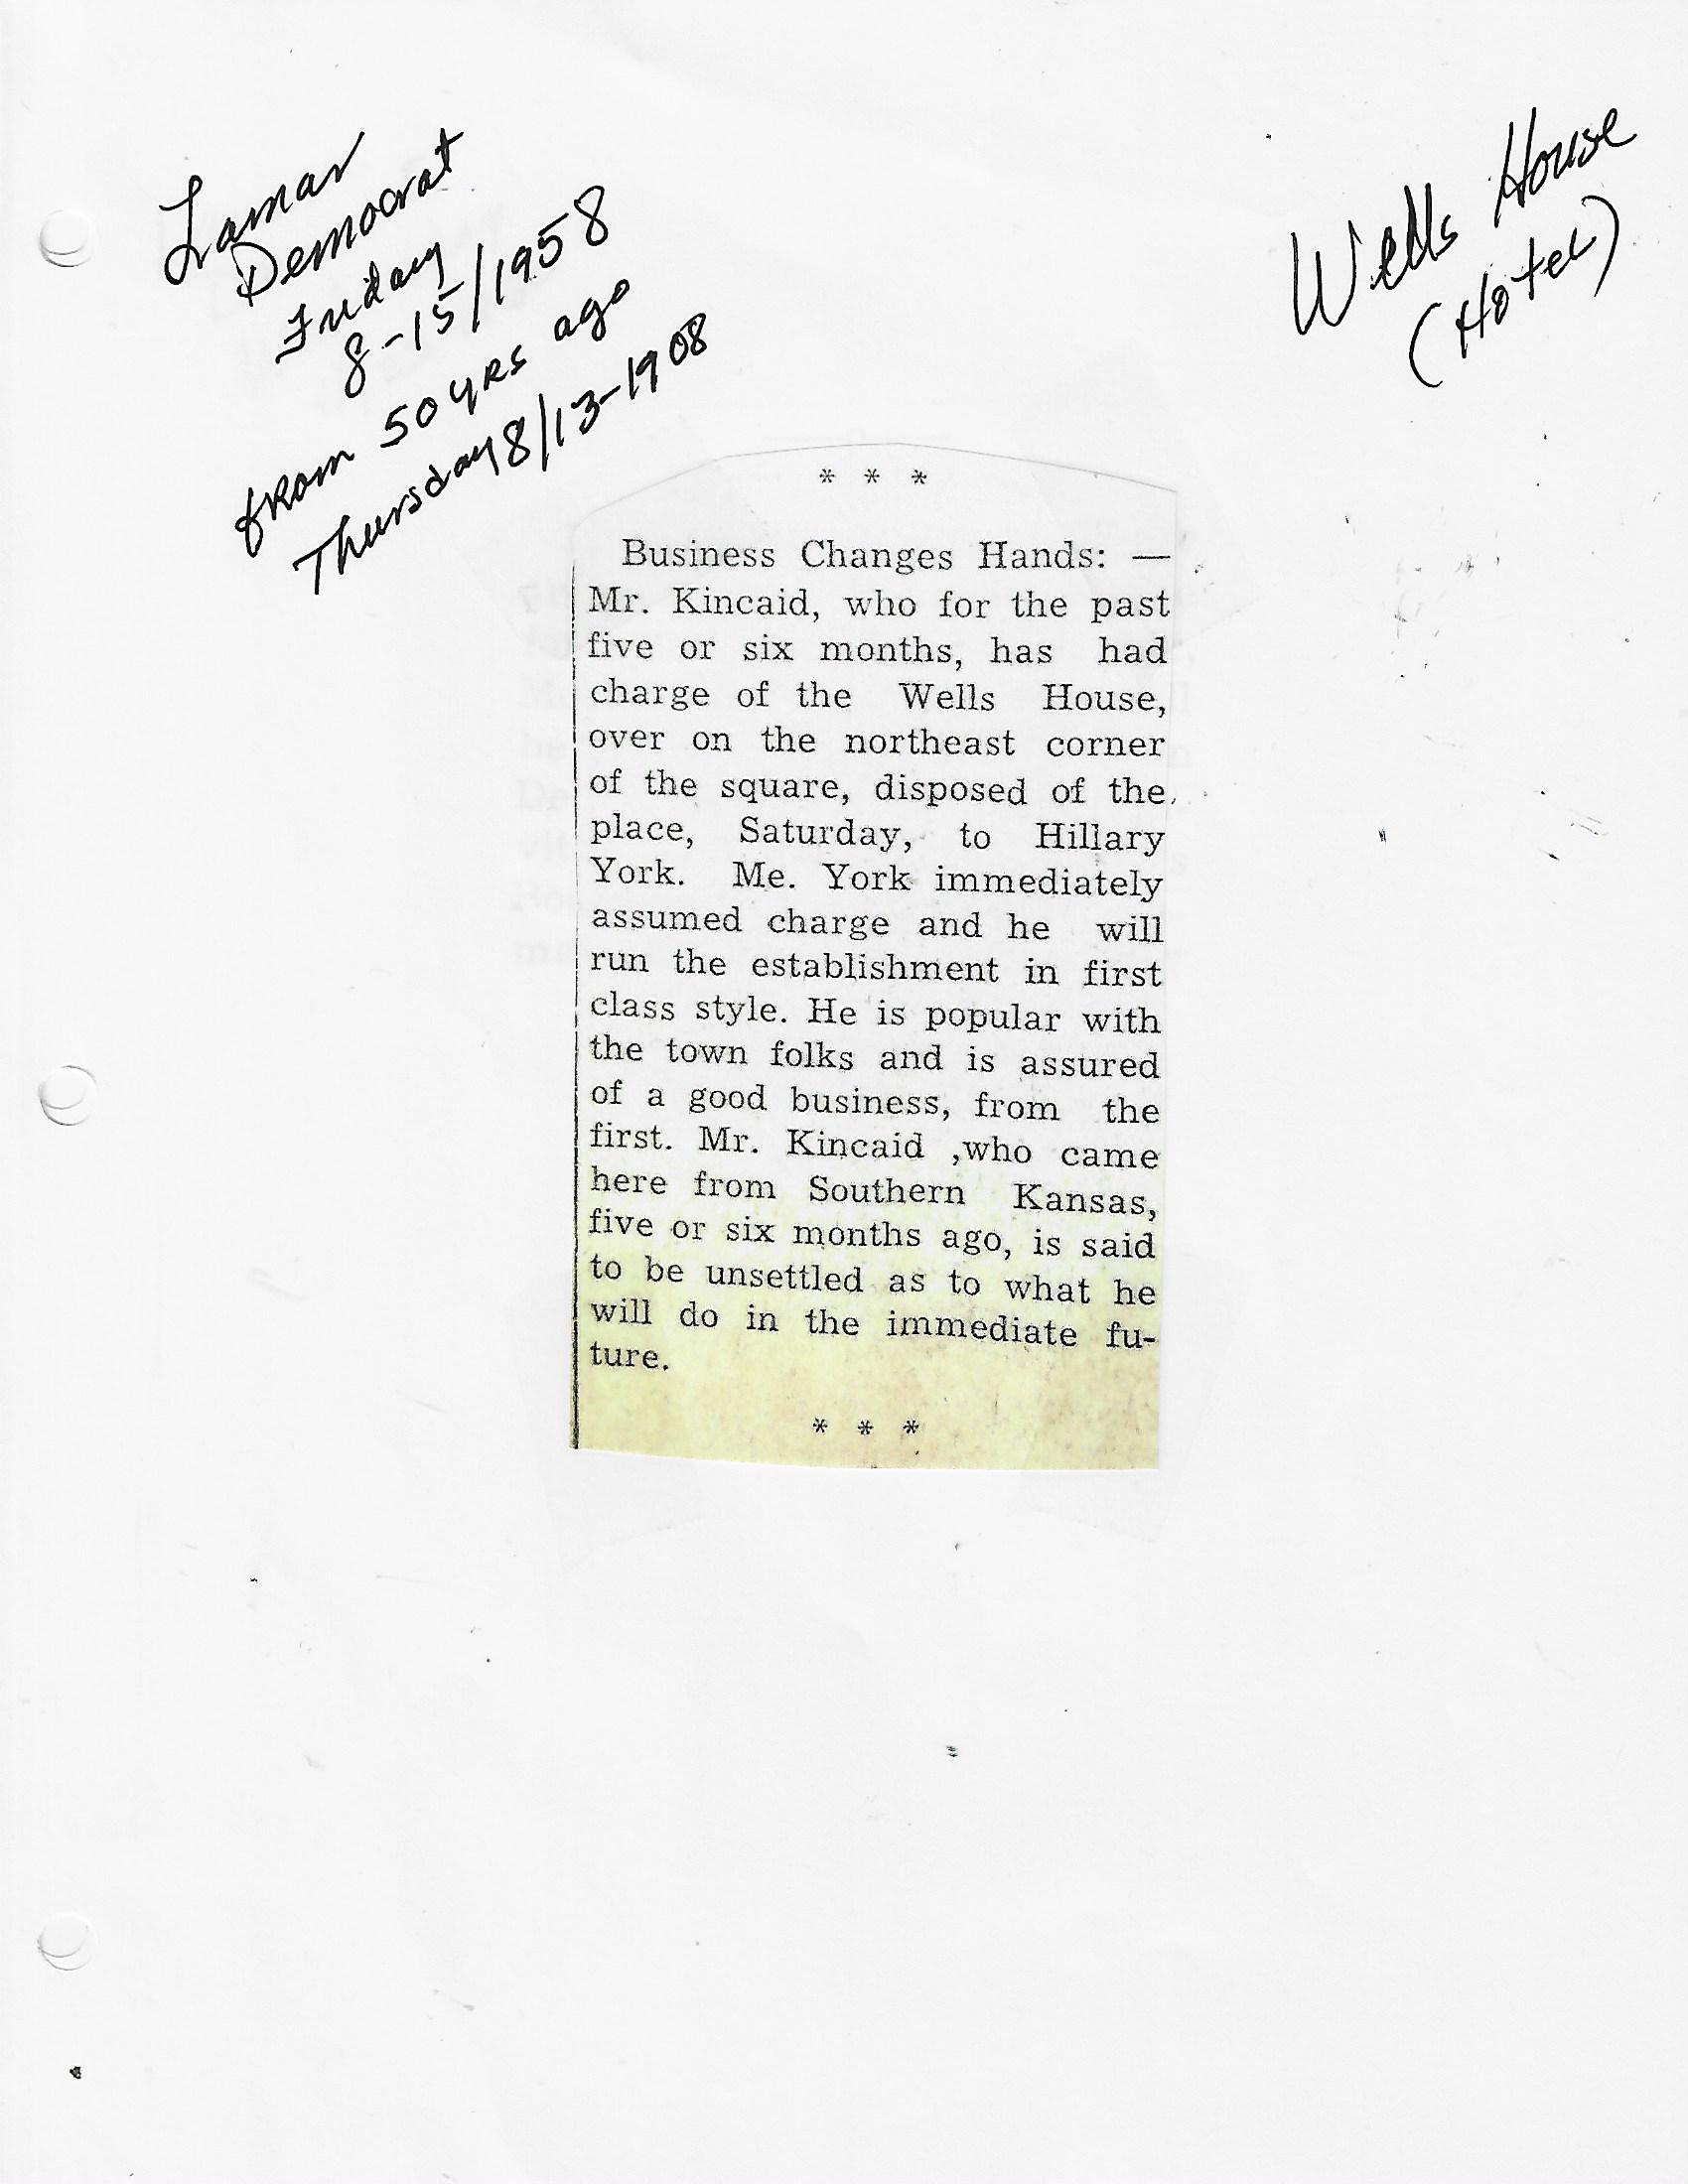 Lamar
Democrat
Friday
8-15/1958
from 50 yrs ago
Thursday 8/13-1908
Wells House
(Hotel)
* * *
Business Changes Hands: —
Mr. Kincaid, who for the past
five or six months, has had
charge of the Wells House,
over on the northeast corner
of the square, disposed of the
place, Saturday, to Hillary
York. Me. York immediately
assumed charge and he will
run the establishment in first
class style. He is popular with
the town folks and is assured
of a good business, from the
first. Mr. Kincaid ,who came
here from Southern Kansas,
five or six months ago, is said
to be unsettled as to what he
will do in the immediate fu-
ture.
* * *